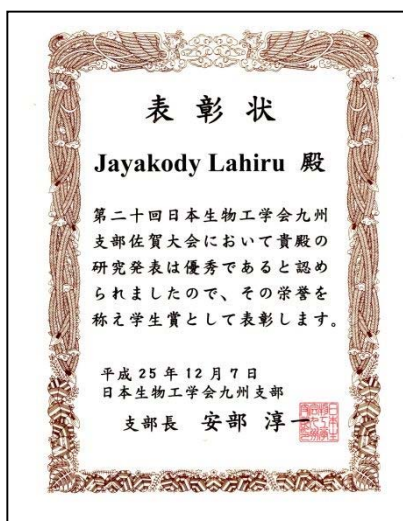 表彰状
Jayakody Lahiru 殿
第二十回日本生物工学会九州
支部佐賀大会において貴殿の
研究発表は優秀であると認め
られましたので、その栄誉を
称え学生賞として表彰します。
平成25年12月7日
日本生物工学会九州支部
支部長 安部 淳一